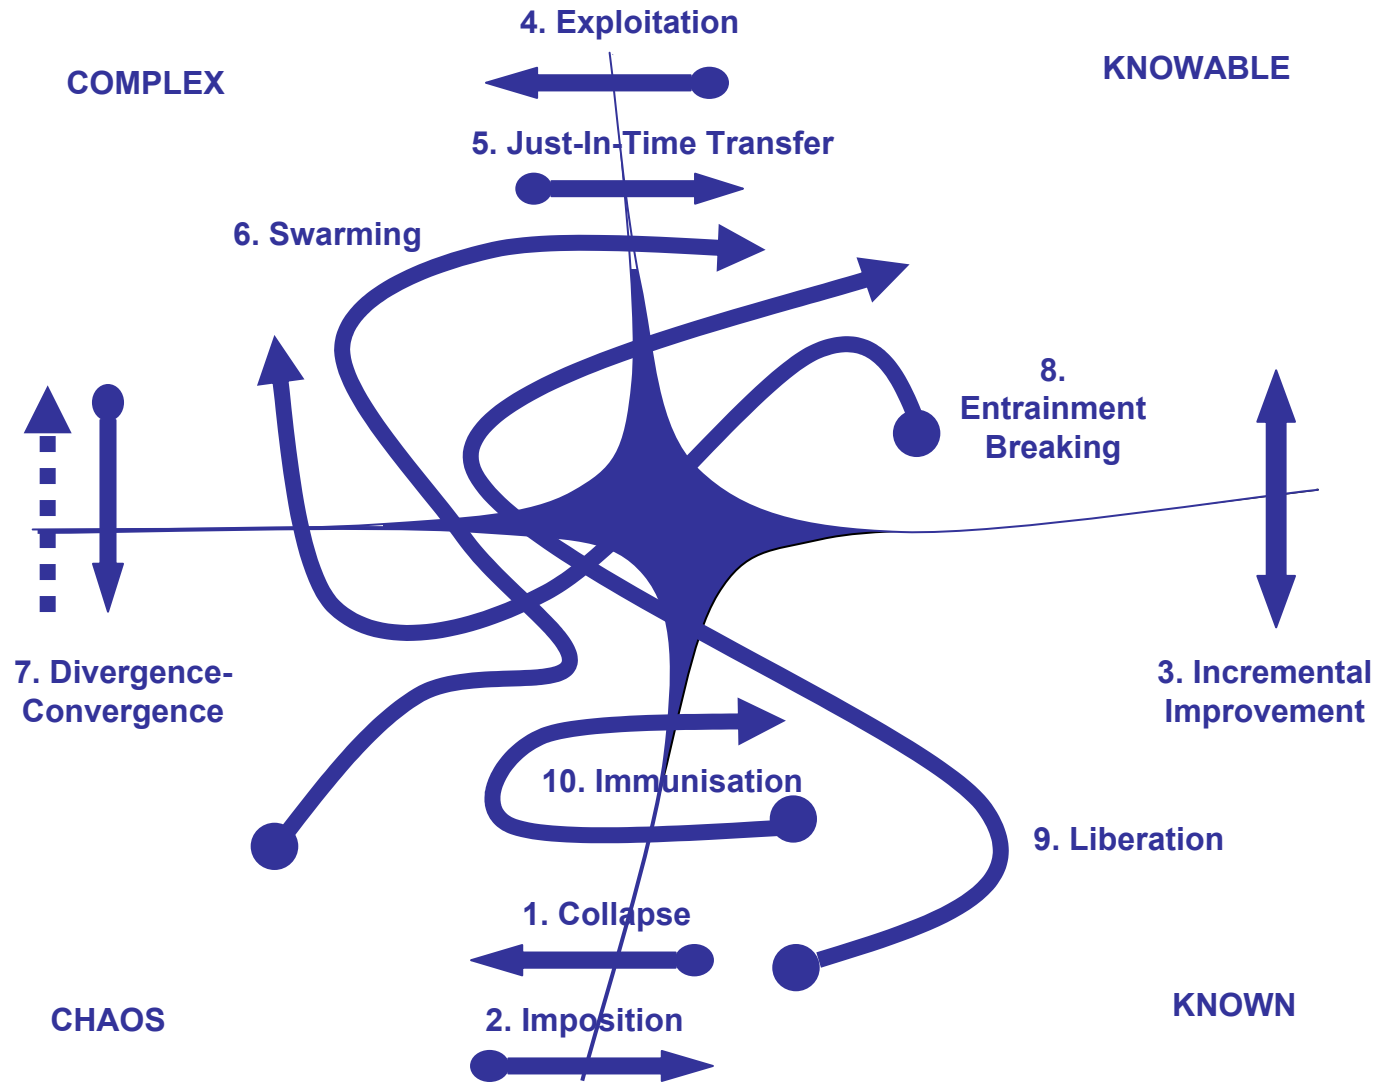 4. Exploitation
COMPLEX
KNOWABLE
5. Just-In-Time Transfer
6. Swarming
8.
Entrainment
Breaking
7. Divergence-
Convergence
3. Incremental
Improvement
10. Immunisation
9. Liberation
1. Collapse
CHAOS
2. Imposition
KNOWN